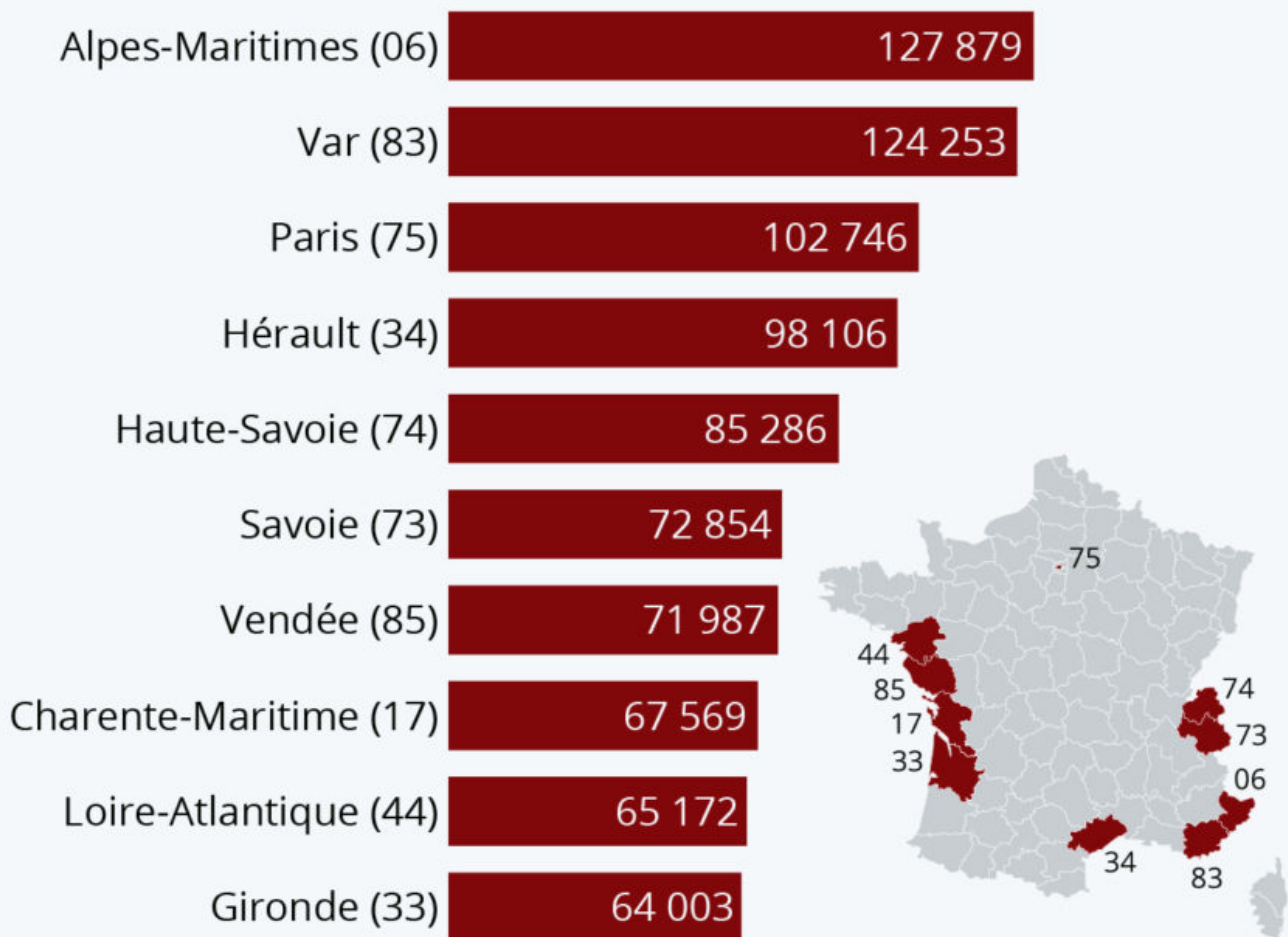 Alpes-Maritimes (06) 127 879
Var (83) 124 253
Paris (75) 102 746
Hérault (34) 98 106
Haute-Savoie (74) 85 286
Savoie (73) 72 854
Vendée (85) 71 987
Charente-Maritime (17) 67 569
Loire-Atlantique (44) 65 172
Gironde (33) 64 003
75
44
85
74
17
73
33
06
34
83